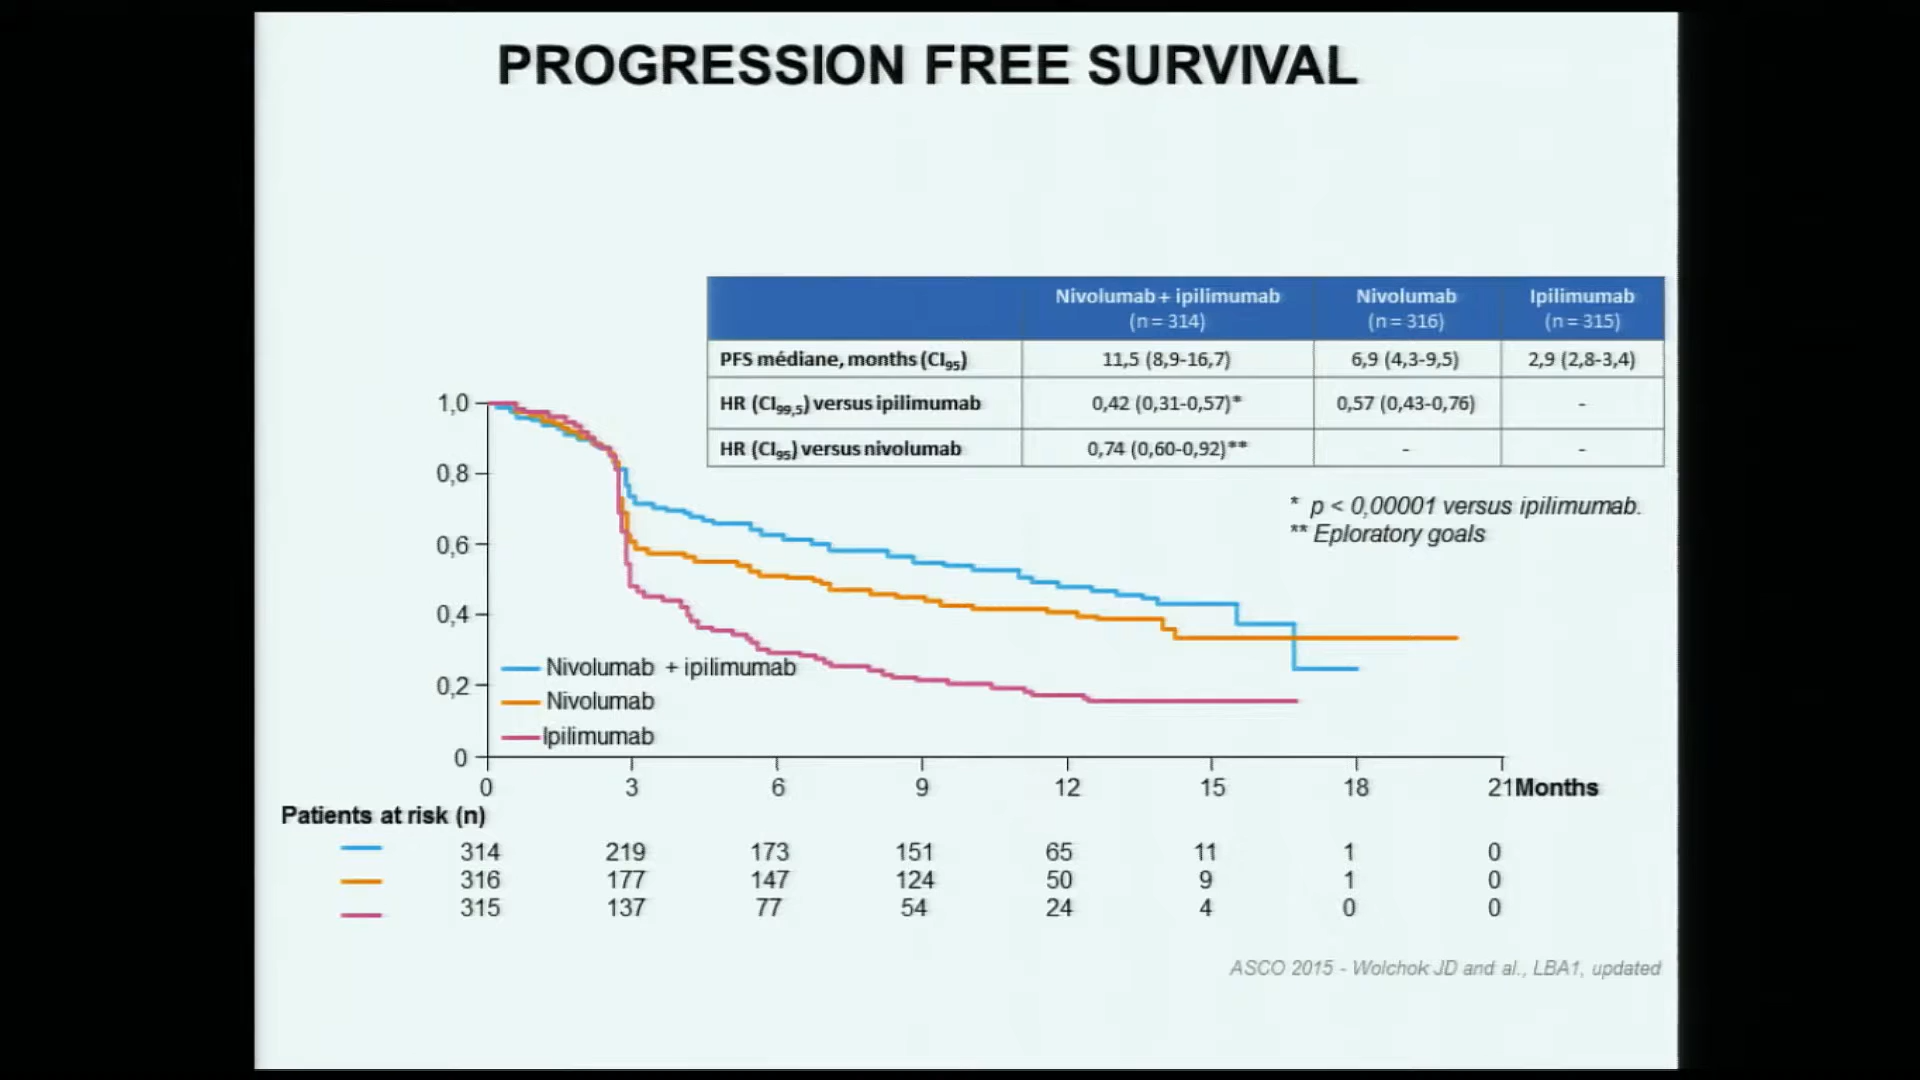 PROGRESSION FREE SURVIVAL
Nivolumab + ipilimumab (n = 314) Nivolumab (n = 316) Ipilimumab (n = 315)
PFS médiane, months (CI95) 11,5 (8,9-16,7) 6,9 (4,3-9,5) 2,9 (2,8-3,4)
HR (CI99,5) versus ipilimumab 0,42 (0,31-0,57)* 0,57 (0,43-0,76) -
HR (CI95) versus nivolumab 0,74 (0,60-0,92)** - -
* p < 0,00001 versus ipilimumab.
** Eploratory goals
1,0
0,8
0,6
0,4
0,2
0
Nivolumab + ipilimumab
Nivolumab
Ipilimumab
0 3 6 9 12 15 18 21 Months
Patients at risk (n)
314 219 173 151 65 11 1 0
316 177 147 124 50 9 1 0
315 137 77 54 24 4 0 0
ASCO 2015 - Wolchok JD and al., LBA1, updated